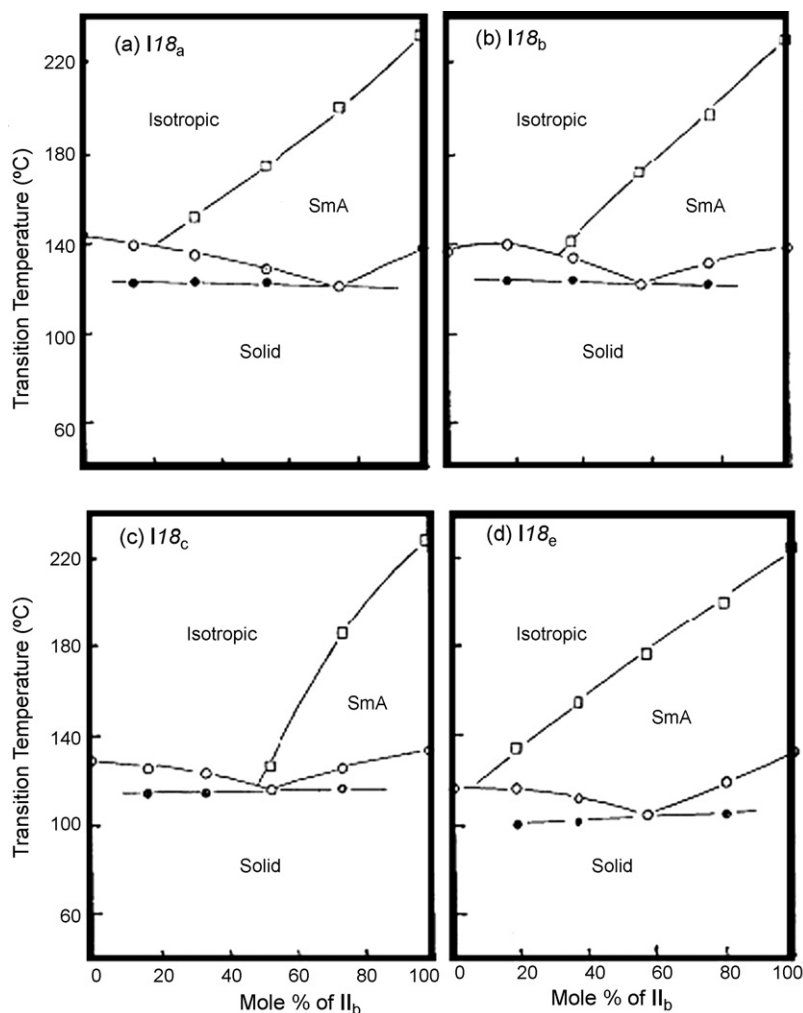 (a) I18a
(b) I18b
220
180
140
100
60
Transition Temperature (ºC)
Isotropic
SmA
Solid
Isotropic
SmA
Solid
(c) I18c
(d) I18e
220
180
140
100
60
Transition Temperature (ºC)
Isotropic
SmA
Solid
Isotropic
SmA
Solid
0 20 40 60 80 100
0 20 40 60 80 100
Mole % of IIb
Mole % of IIb